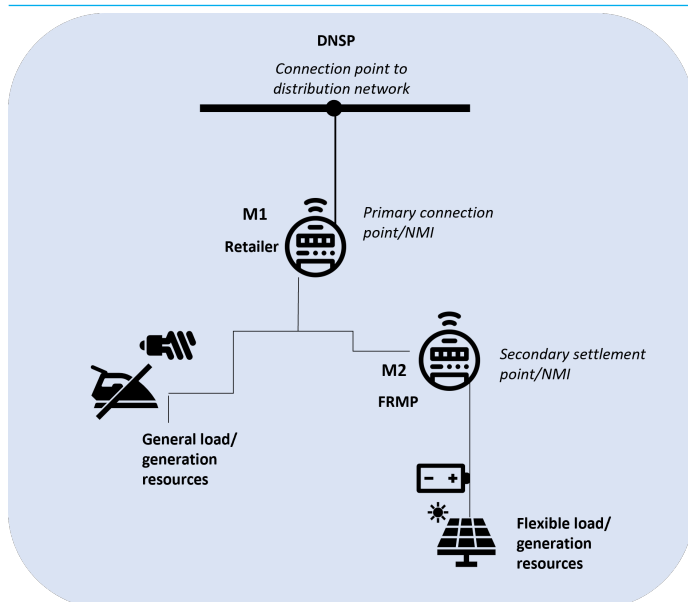 DNSP
Connection point to
distribution network
M1
Retailer
Primary connection
point/NMI
M2
FRMP
Secondary settlement
point/NMI
General load/
generation
resources
Flexible load/
generation
resources